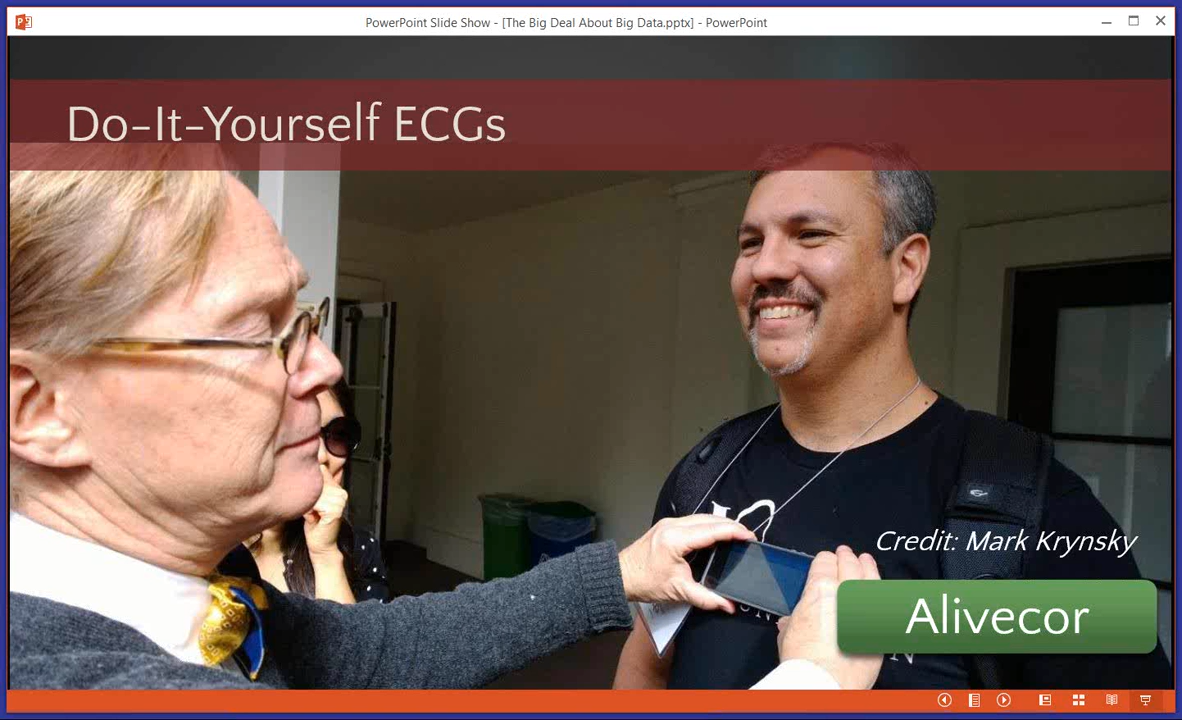 PowerPoint Slide Show - [The Big Deal About Big Data.pptx] - PowerPoint
Do-It-Yourself ECGs
Credit: Mark Krynsky
Alivecor